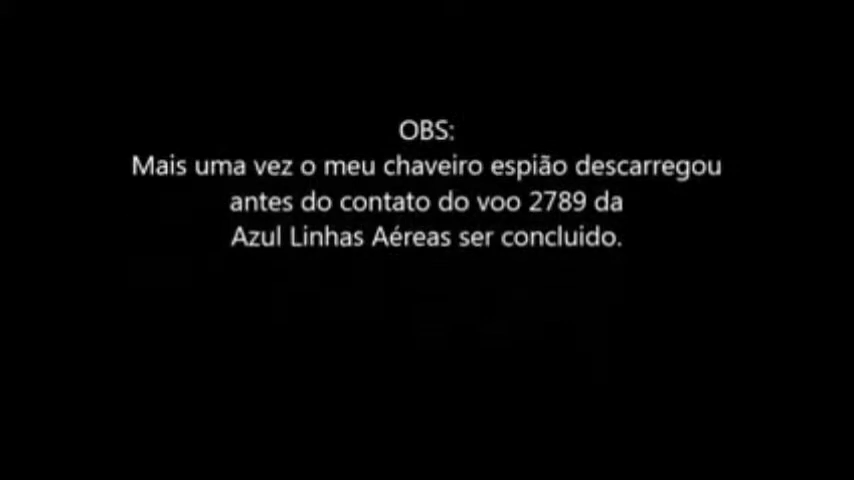 OBS:
Mais uma vez o meu chaveiro espião descarregou
antes do contato do voo 2789 da
Azul Linhas Aéreas ser concluido.